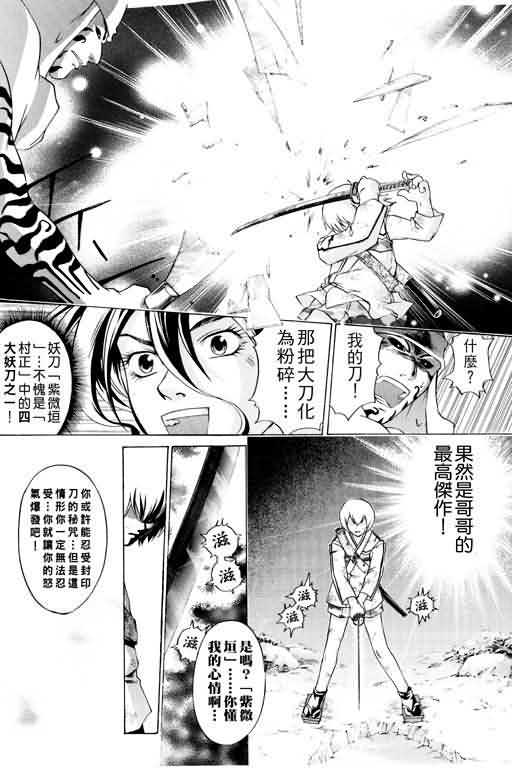 什麼？
我的刀！
那把大刀化
為粉碎⋯⋯
妖刀「紫微垣
」⋯不愧是「
村正」中的四
大妖刀之一！
果然是哥哥的
最高傑作！
滋
滋
滋
滋
滋
滋
是嗎？「紫微
垣」⋯⋯你懂
我的心情啊⋯
你或許能忍受封印
刀的秘咒⋯但是這
情形你一定無法忍
受⋯你就讓你的怒
氣爆發吧！